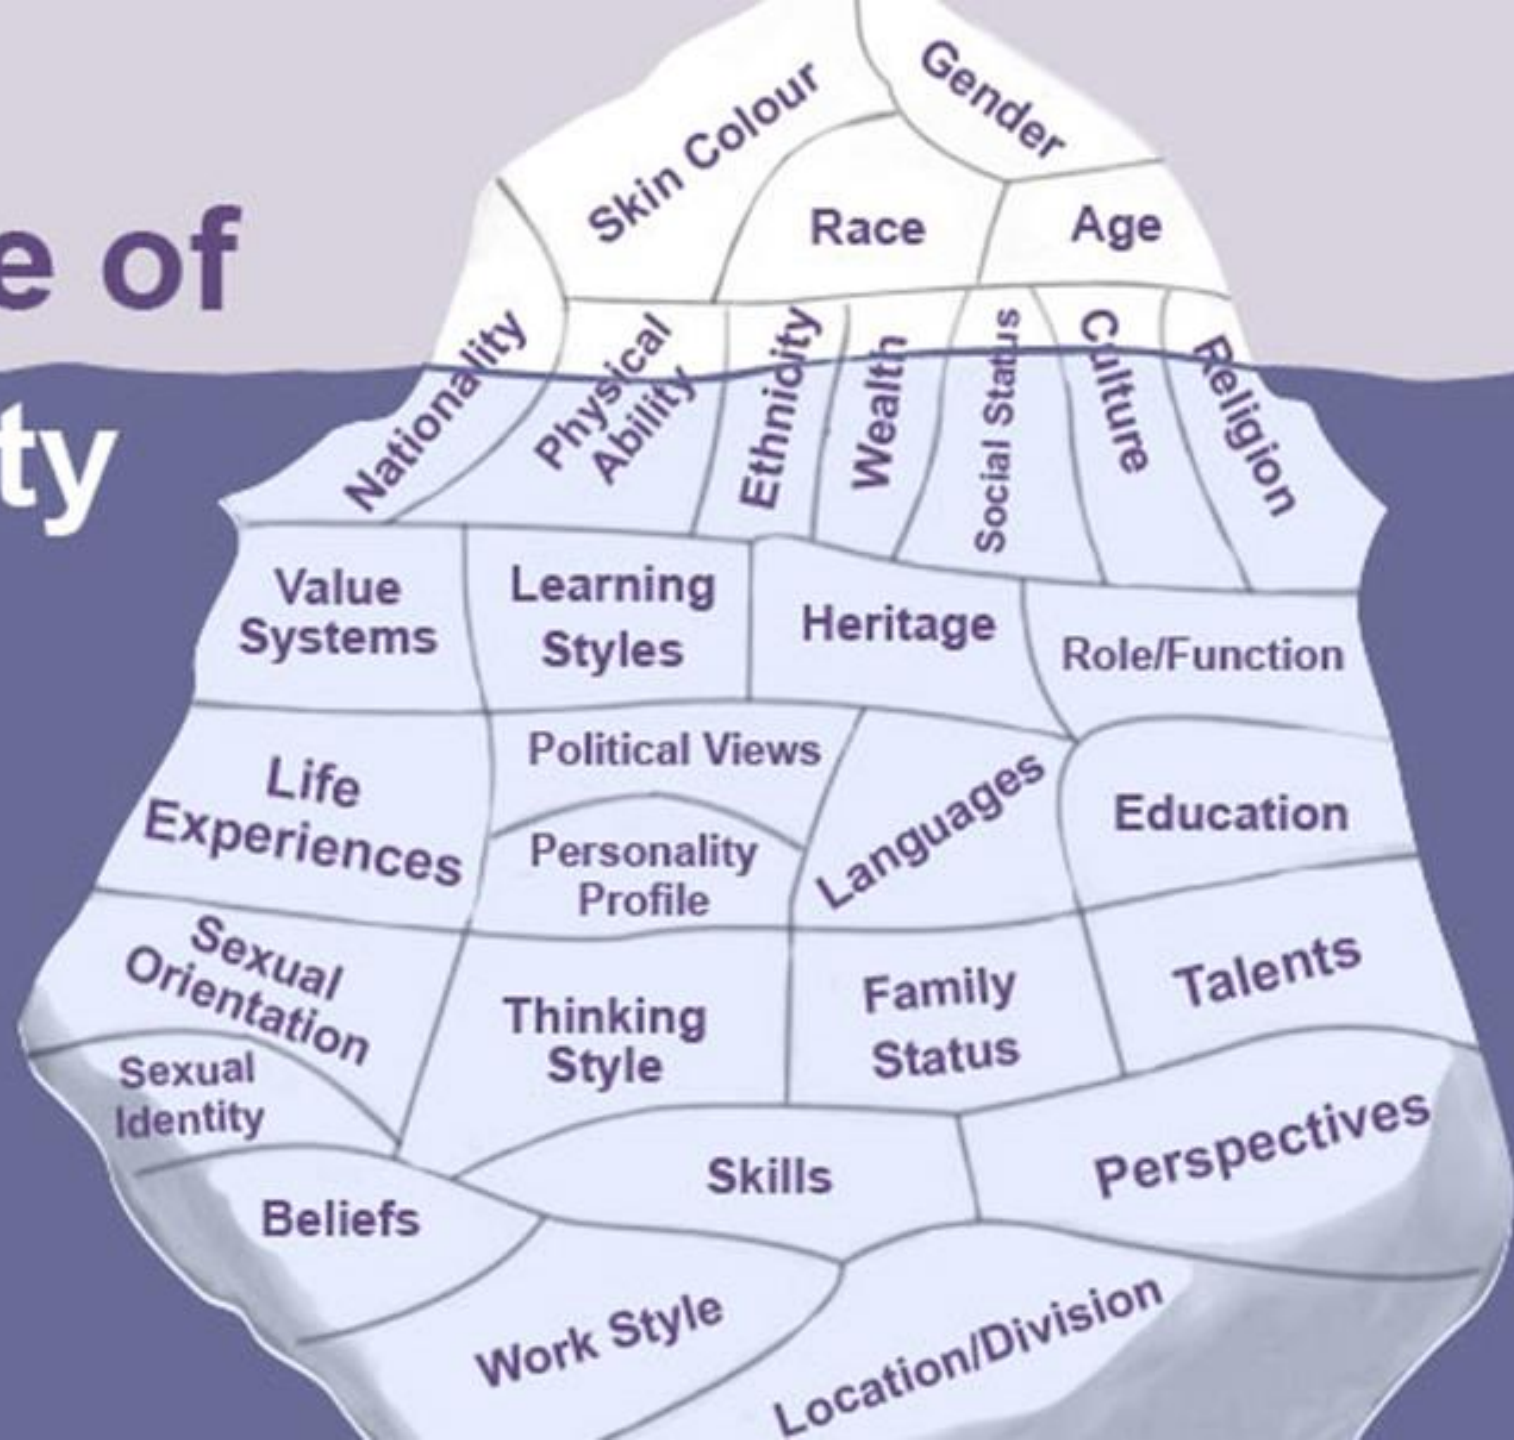 Gender
Skin Colour
Race
Age
e of
ty
Nationality
Physical
Ability
Ethnicity
Wealth
Social Status
Culture
Religion
Value
Systems
Learning
Styles
Heritage
Role/Function
Life
Experiences
Political Views
Personality
Profile
Languages
Education
Sexual
Orientation
Thinking
Style
Family
Status
Talents
Sexual
Identity
Beliefs
Skills
Perspectives
Work Style
Location/Division